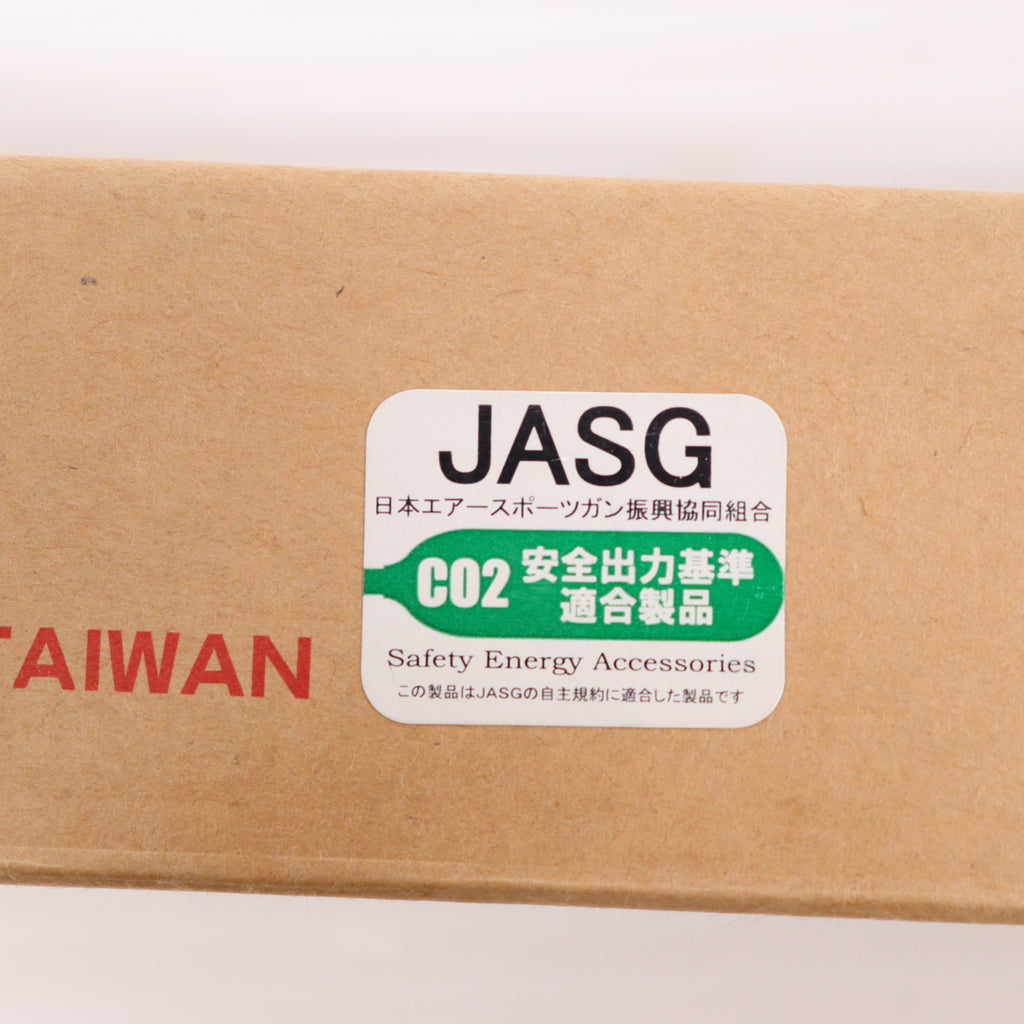 JASG
日本エアースポーツガン振興協同組合
CO2 安全出力基準
適合製品
Safety Energy Accessories
この製品はJASGの自主規約に適合した製品です
TAIWAN